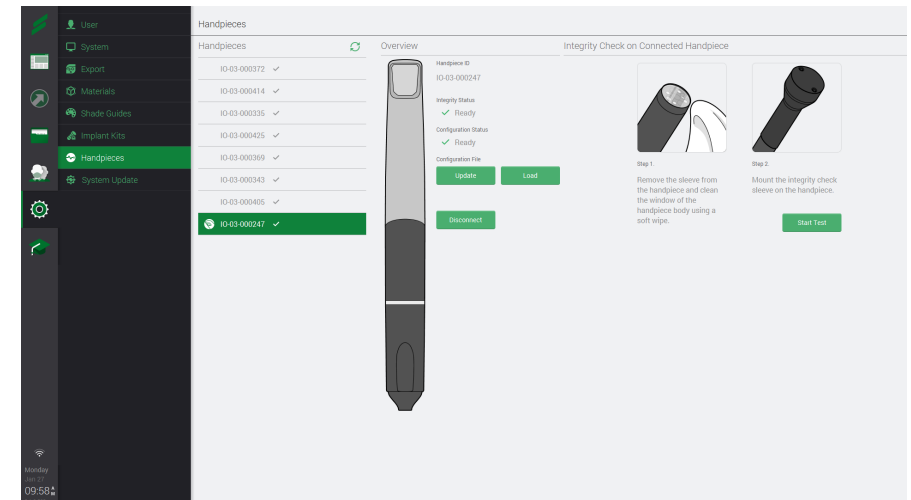 User
System
Export
Materials
Shade Guides
Implant Kits
Handpieces
System Update
Monday
Jan 27
09:58 A
M
Handpieces
Handpieces
IO-03-000372
IO-03-000414
IO-03-000335
IO-03-000425
IO-03-000369
IO-03-000343
IO-03-000405
IO-03-000247
Overview
Handpiece ID
IO-03-000247
Integrity Status
Ready
Configuration Status
Ready
Configuration File
Update
Load
Disconnect
Integrity Check on Connected Handpiece
Step 1.
Remove the sleeve from
the handpiece and clean
the window of the
handpiece body using a
soft wipe.
Step 2.
Mount the integrity check
sleeve on the handpiece.
Start Test